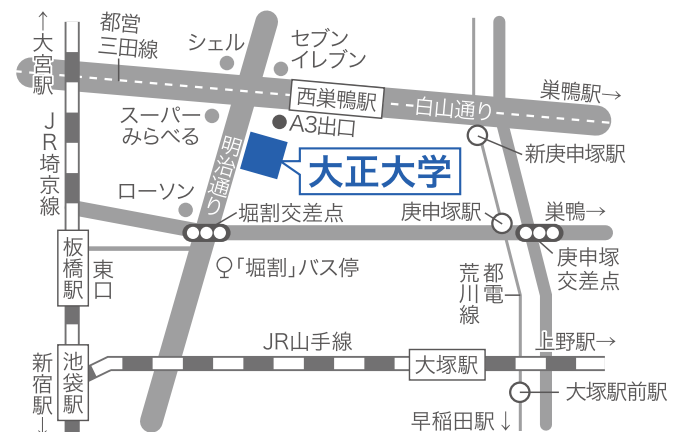 ↑大宮駅
都営
三田線
シェル
セブン
イレブン
西巣鴨駅
白山通り
巣鴨駅→
スーパー
みらべる
A3出口
新庚申塚駅
JR埼京線
明治通り
大正大学
ローソン
堀割交差点
庚申塚駅
巣鴨→
板橋駅
東口
「堀割」バス停
都電
荒川線
庚申塚
交差点
JR山手線
上野駅→
新宿駅↓
池袋駅
大塚駅
大塚駅前駅
早稲田駅↓